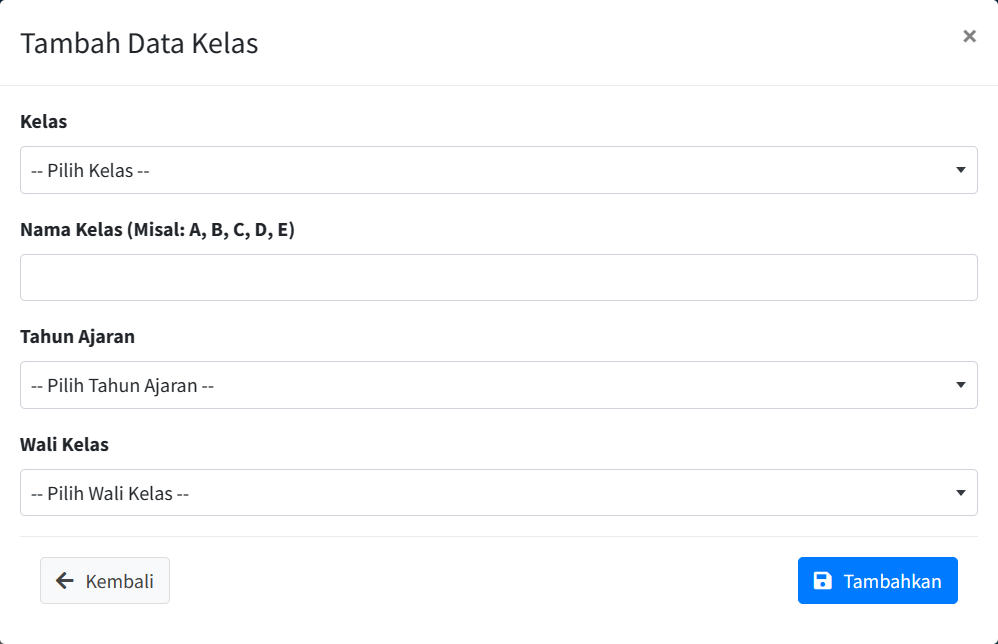 Tambah Data Kelas
×
Kelas
-- Pilih Kelas --
Nama Kelas (Misal: A, B, C, D, E)
Tahun Ajaran
-- Pilih Tahun Ajaran --
Wali Kelas
-- Pilih Wali Kelas --
Kembali
Tambahkan